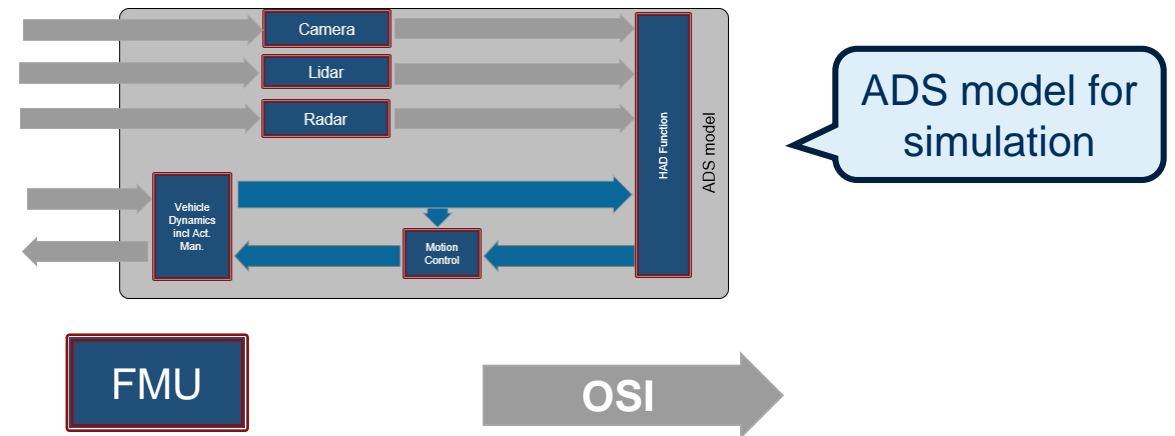 Camera
Lidar
Radar
HAD Function
ADS model
Vehicle
Dynamics
incl Act.
Man.
Motion
Control
ADS model for
simulation
FMU
OSI